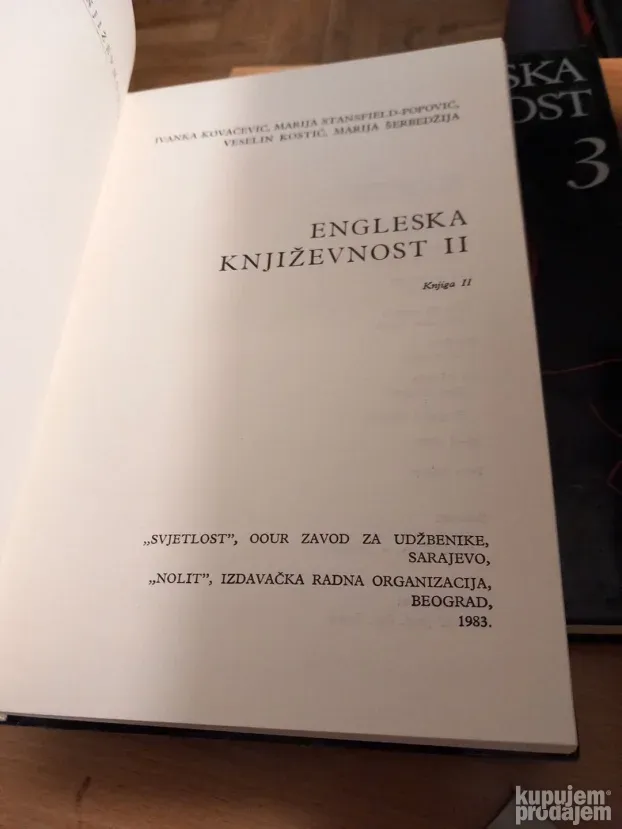 IVANKA KOVAČEVIĆ, MARIJA STANSFIELD-POPOVIĆ,
VESELIN KOSTIĆ, MARIJA ŠERBEDŽIJA
ENGLESKA
KNJIŽEVNOST II
Knjiga II
„SVJETLOST”, OOUR ZAVOD ZA UDŽBENIKE,
SARAJEVO,
„NOLIT”, IZDAVAČKA RADNA ORGANIZACIJA,
BEOGRAD,
1983.
SKA
OST
3
kupujem
prodajem